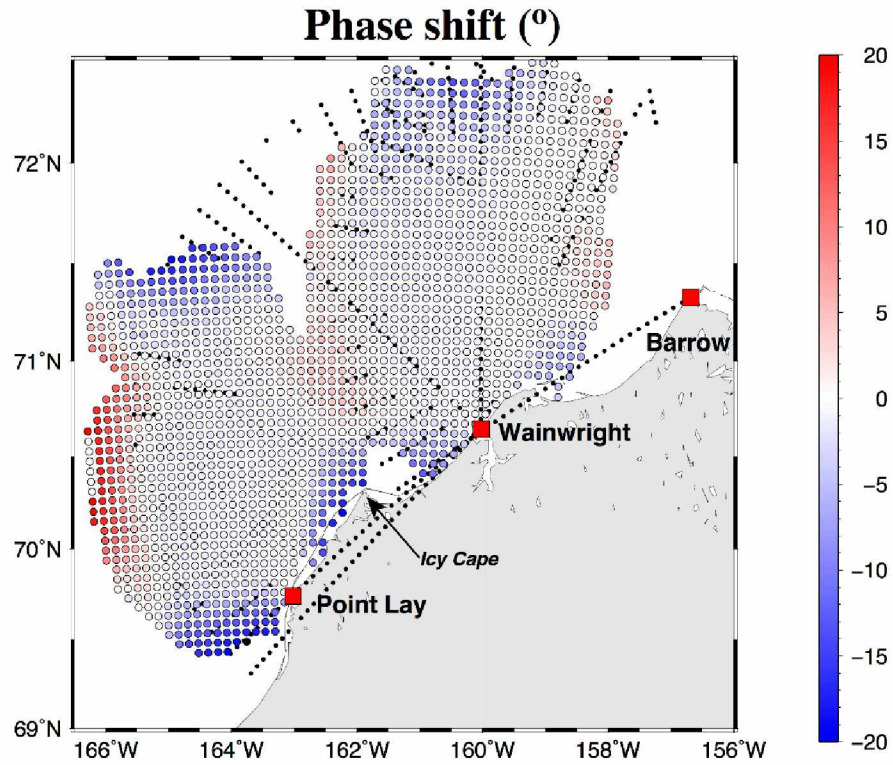 Phase shift (º)
72˚N
71˚N
70˚N
69˚N
166˚W
164˚W
162˚W
160˚W
158˚W
156˚W
Barrow
Wainwright
Icy Cape
Point Lay
20
15
10
5
0
−5
−10
−15
−20